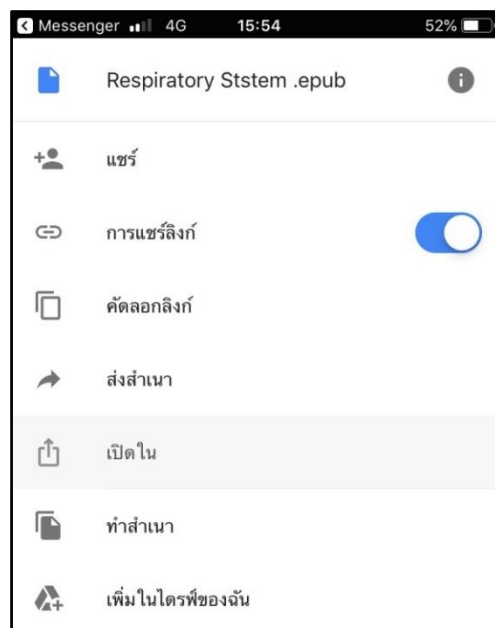 Messenger 4G 15:54 52%
Respiratory Ststem .epub
แชร์
การแชร์ลิงก์
คัดลอกลิงก์
ส่งสำเนา
เปิดใน
ทำสำเนา
เพิ่มในไดรฟ์ของฉัน